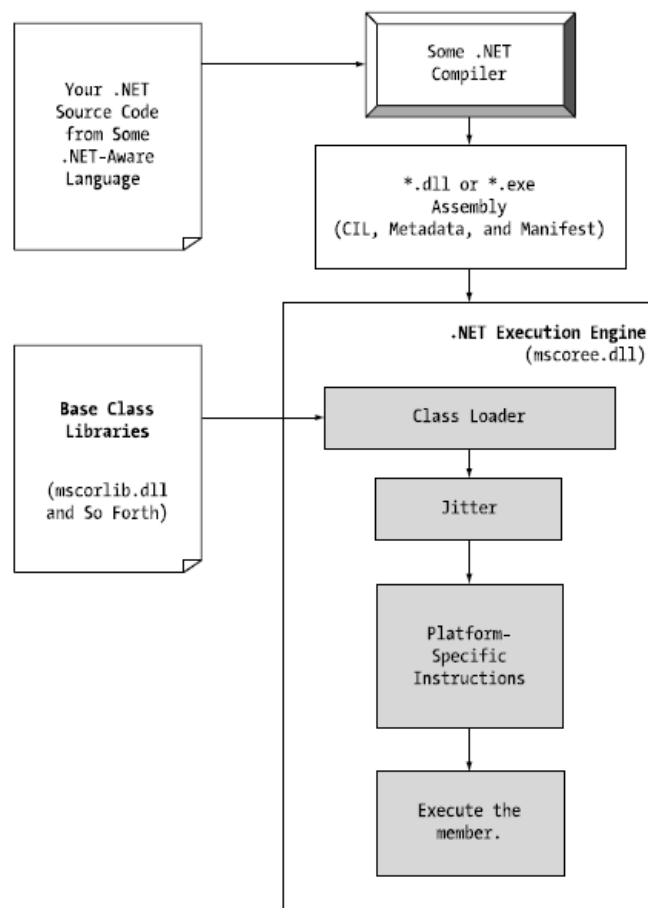 Your .NET
Source Code
from Some
.NET-Aware
Language
Some .NET
Compiler
*.dll or *.exe
Assembly
(CIL, Metadata, and Manifest)
.NET Execution Engine
(mscoree.dll)
Base Class
Libraries
(mscorlib.dll
and So Forth)
Class Loader
Jitter
Platform-
Specific
Instructions
Execute the
member.